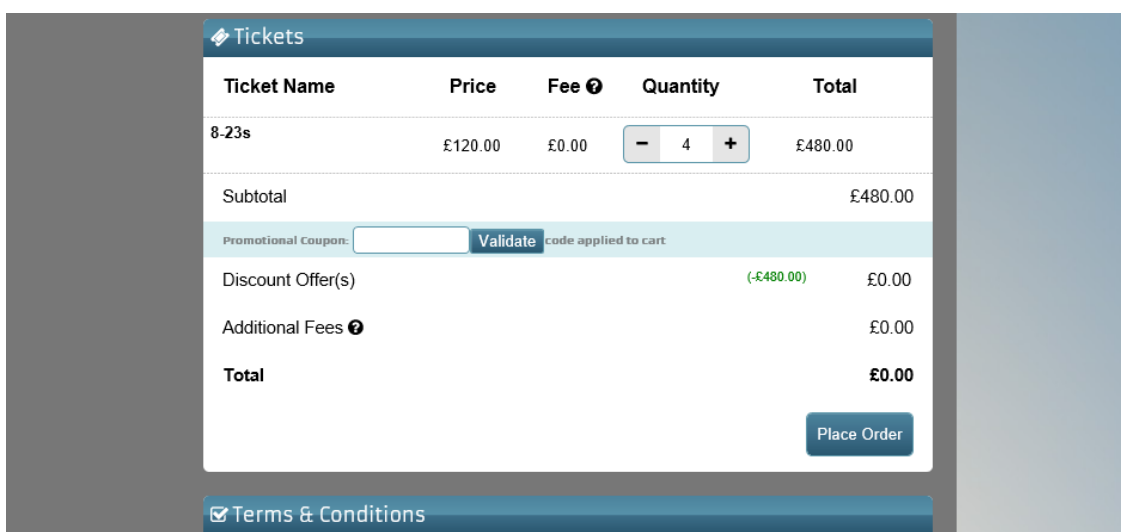 Tickets
Ticket Name Price Fee Quantity Total
8-23s £120.00 £0.00 − 4 + £480.00
Subtotal £480.00
Promotional Coupon: Validate code applied to cart
Discount Offer(s) (-£480.00) £0.00
Additional Fees £0.00
Total £0.00
Place Order
Terms & Conditions